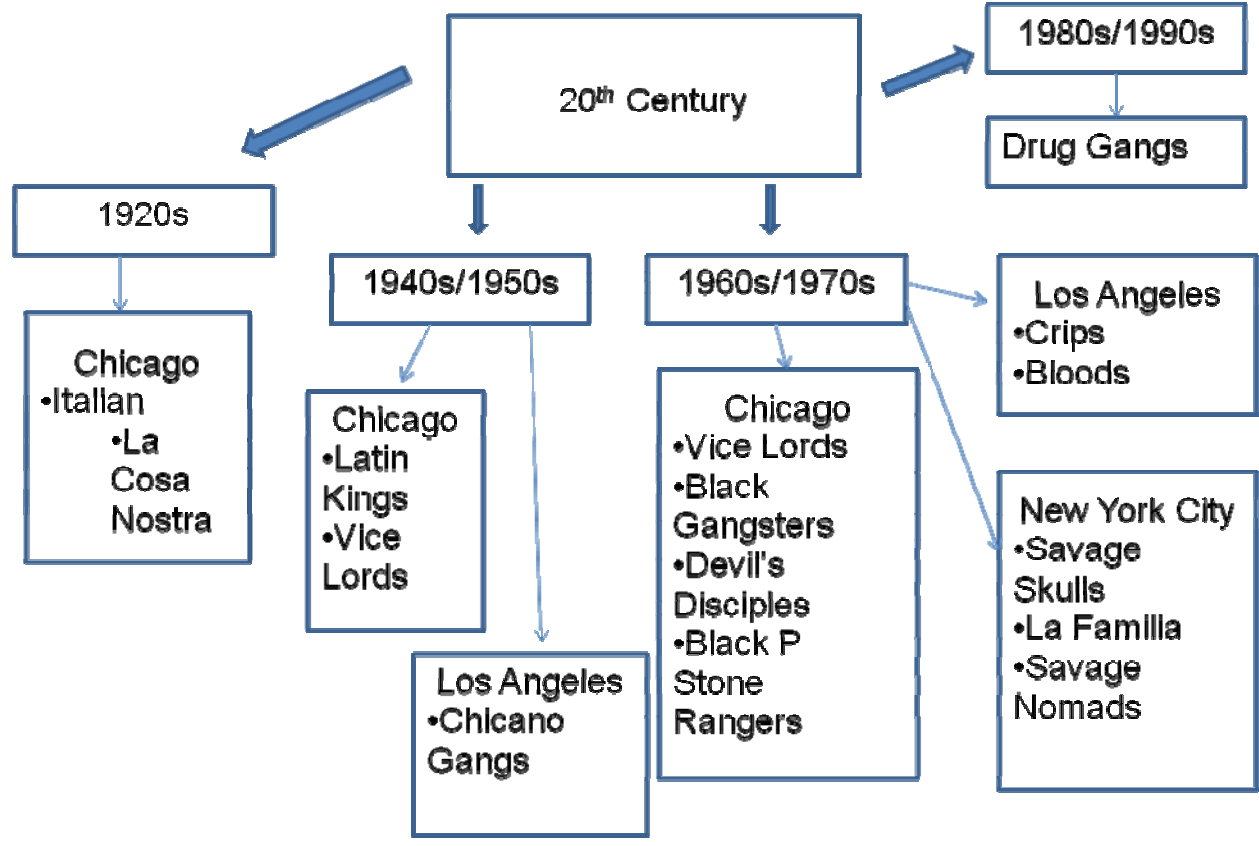 20th Century
1980s/1990s
Drug Gangs
1920s
Chicago
•Italian
•La
Cosa
Nostra
1940s/1950s
Chicago
•Latin
Kings
•Vice
Lords
Los Angeles
•Chicano
Gangs
1960s/1970s
Chicago
•Vice Lords
•Black
Gangsters
•Devil's
Disciples
•Black P
Stone
Rangers
Los Angeles
•Crips
•Bloods
New York City
•Savage
Skulls
•La Familia
•Savage
Nomads